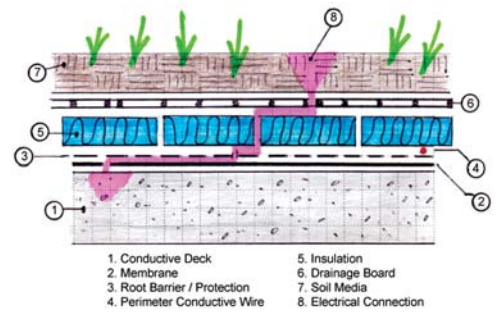 8
7
6
5
3
4
1
2
1. Conductive Deck
2. Membrane
3. Root Barrier / Protection
4. Perimeter Conductive Wire
5. Insulation
6. Drainage Board
7. Soil Media
8. Electrical Connection